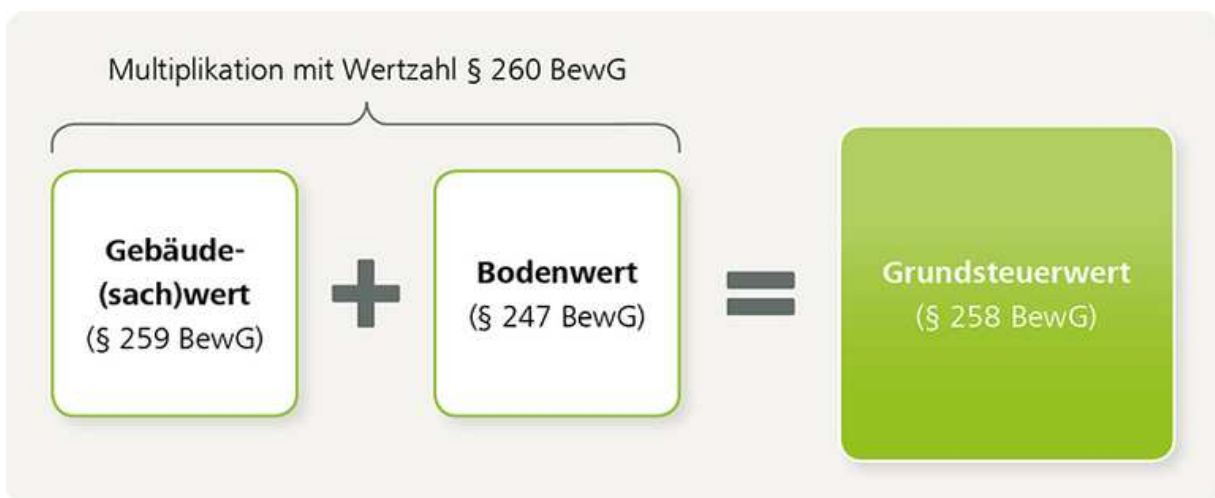 Multiplikation mit Wertzahl § 260 BewG
Gebäude-
(sach)wert
(§ 259 BewG)
+
Bodenwert
(§ 247 BewG)
=
Grundsteuerwert
(§ 258 BewG)